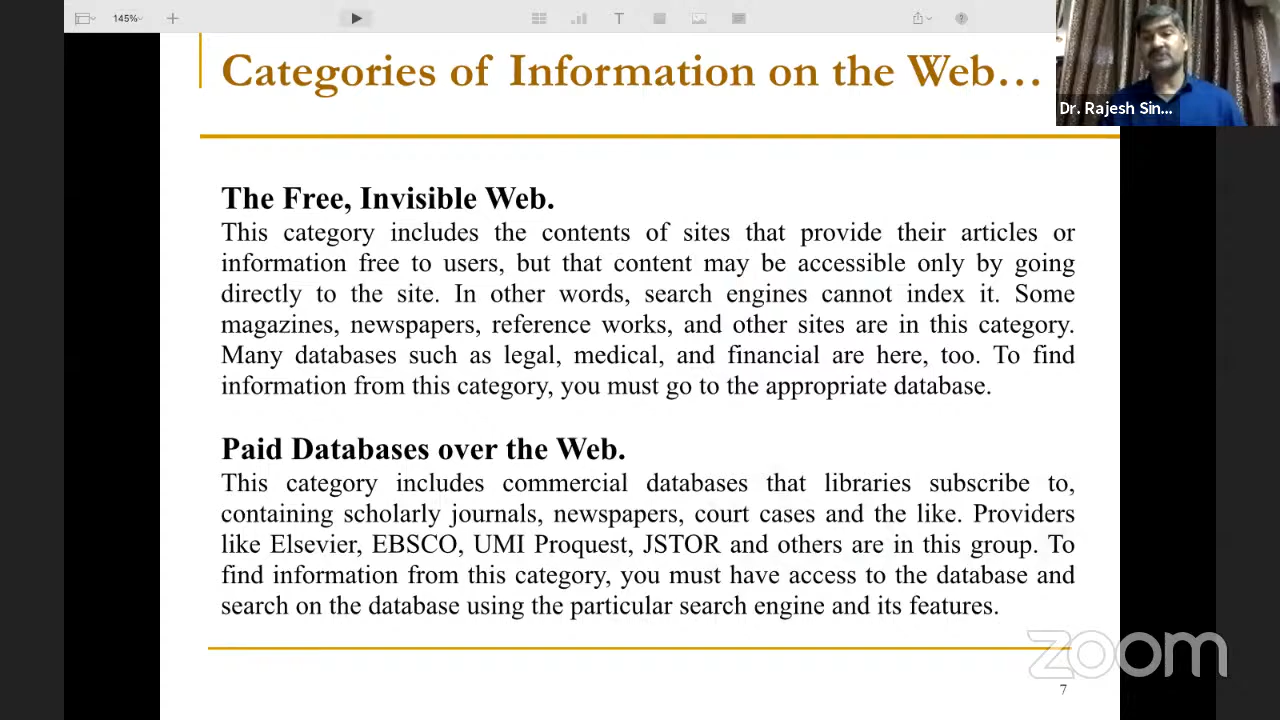 145%
Categories of Information on the Web…
Dr. Rajesh Sin...
The Free, Invisible Web.
This category includes the contents of sites that provide their articles or
information free to users, but that content may be accessible only by going
directly to the site. In other words, search engines cannot index it. Some
magazines, newspapers, reference works, and other sites are in this category.
Many databases such as legal, medical, and financial are here, too. To find
information from this category, you must go to the appropriate database.
Paid Databases over the Web.
This category includes commercial databases that libraries subscribe to,
containing scholarly journals, newspapers, court cases and the like. Providers
like Elsevier, EBSCO, UMI Proquest, JSTOR and others are in this group. To
find information from this category, you must have access to the database and
search on the database using the particular search engine and its features.
zoom
7